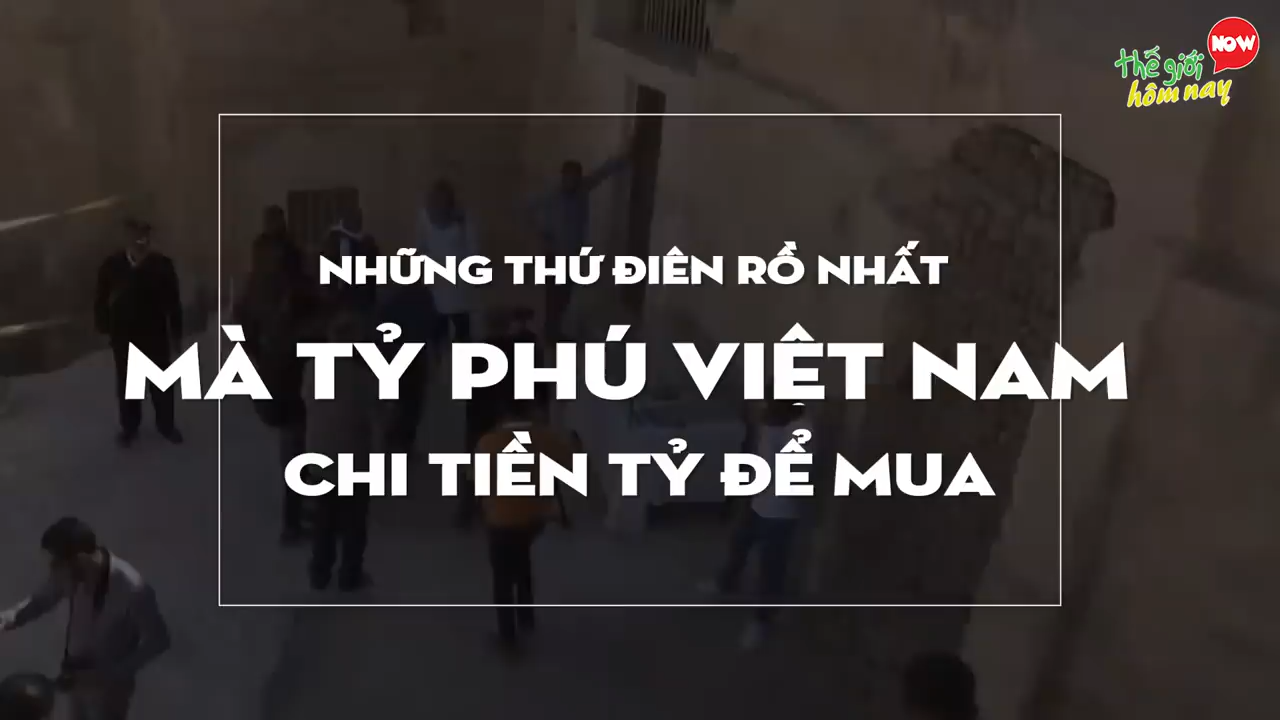 NOW
thế giới
hôm nay
NHỮNG THỨ ĐIÊN RỒ NHẤT
MÀ TỶ PHÚ VIỆT NAM
CHI TIỀN TỶ ĐỂ MUA